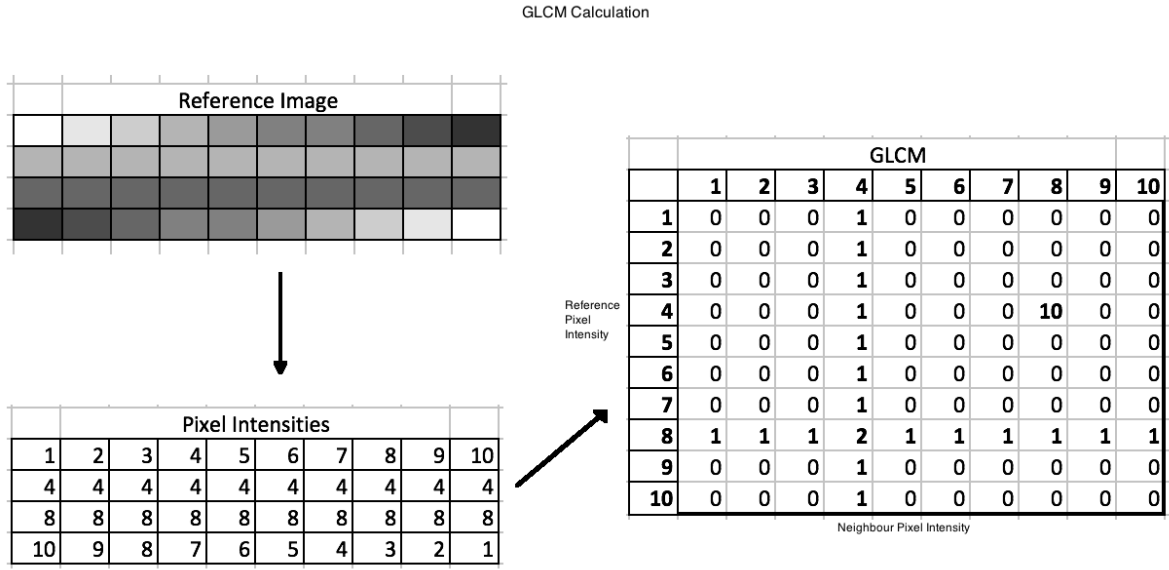 GLCM Calculation
Reference Image
Pixel Intensities
1 2 3 4 5 6 7 8 9 10
4 4 4 4 4 4 4 4 4 4
8 8 8 8 8 8 8 8 8 8
10 9 8 7 6 5 4 3 2 1
GLCM
1 2 3 4 5 6 7 8 9 10
1 0 0 0 1 0 0 0 0 0 0
2 0 0 0 1 0 0 0 0 0 0
3 0 0 0 1 0 0 0 0 0 0
4 0 0 0 1 0 0 0 10 0 0
5 0 0 0 1 0 0 0 0 0 0
6 0 0 0 1 0 0 0 0 0 0
7 0 0 0 1 0 0 0 0 0 0
8 1 1 1 2 1 1 1 1 1 1
9 0 0 0 1 0 0 0 0 0 0
10 0 0 0 1 0 0 0 0 0 0
Reference
Pixel
Intensity
Neighbour Pixel Intensity